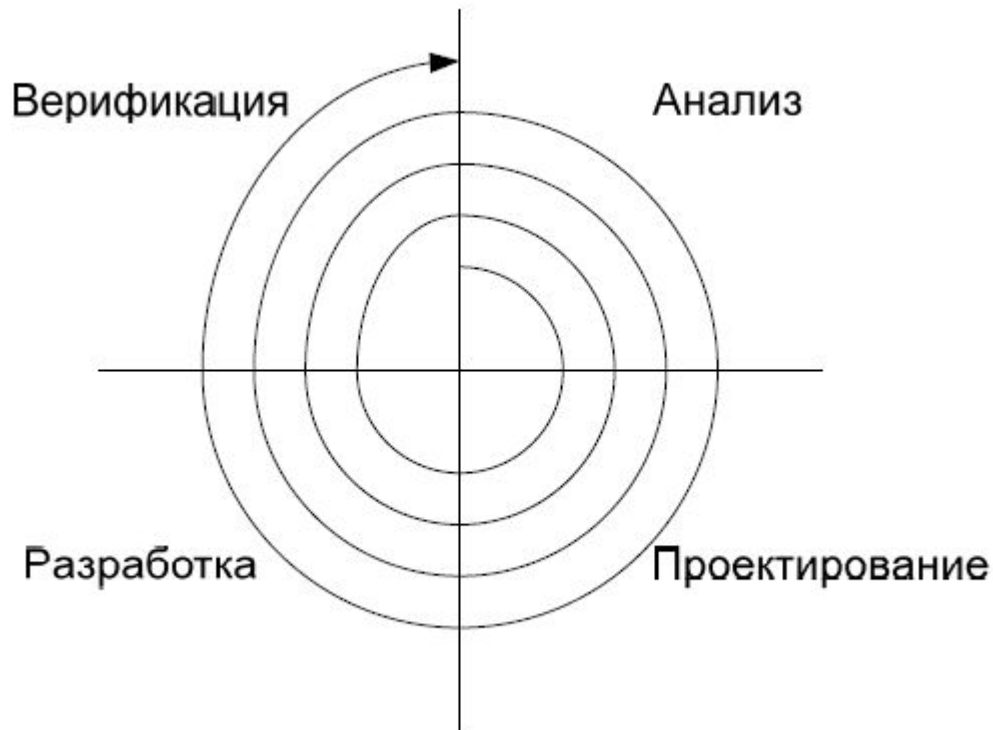 Верификация
Анализ
Разработка
Проектирование